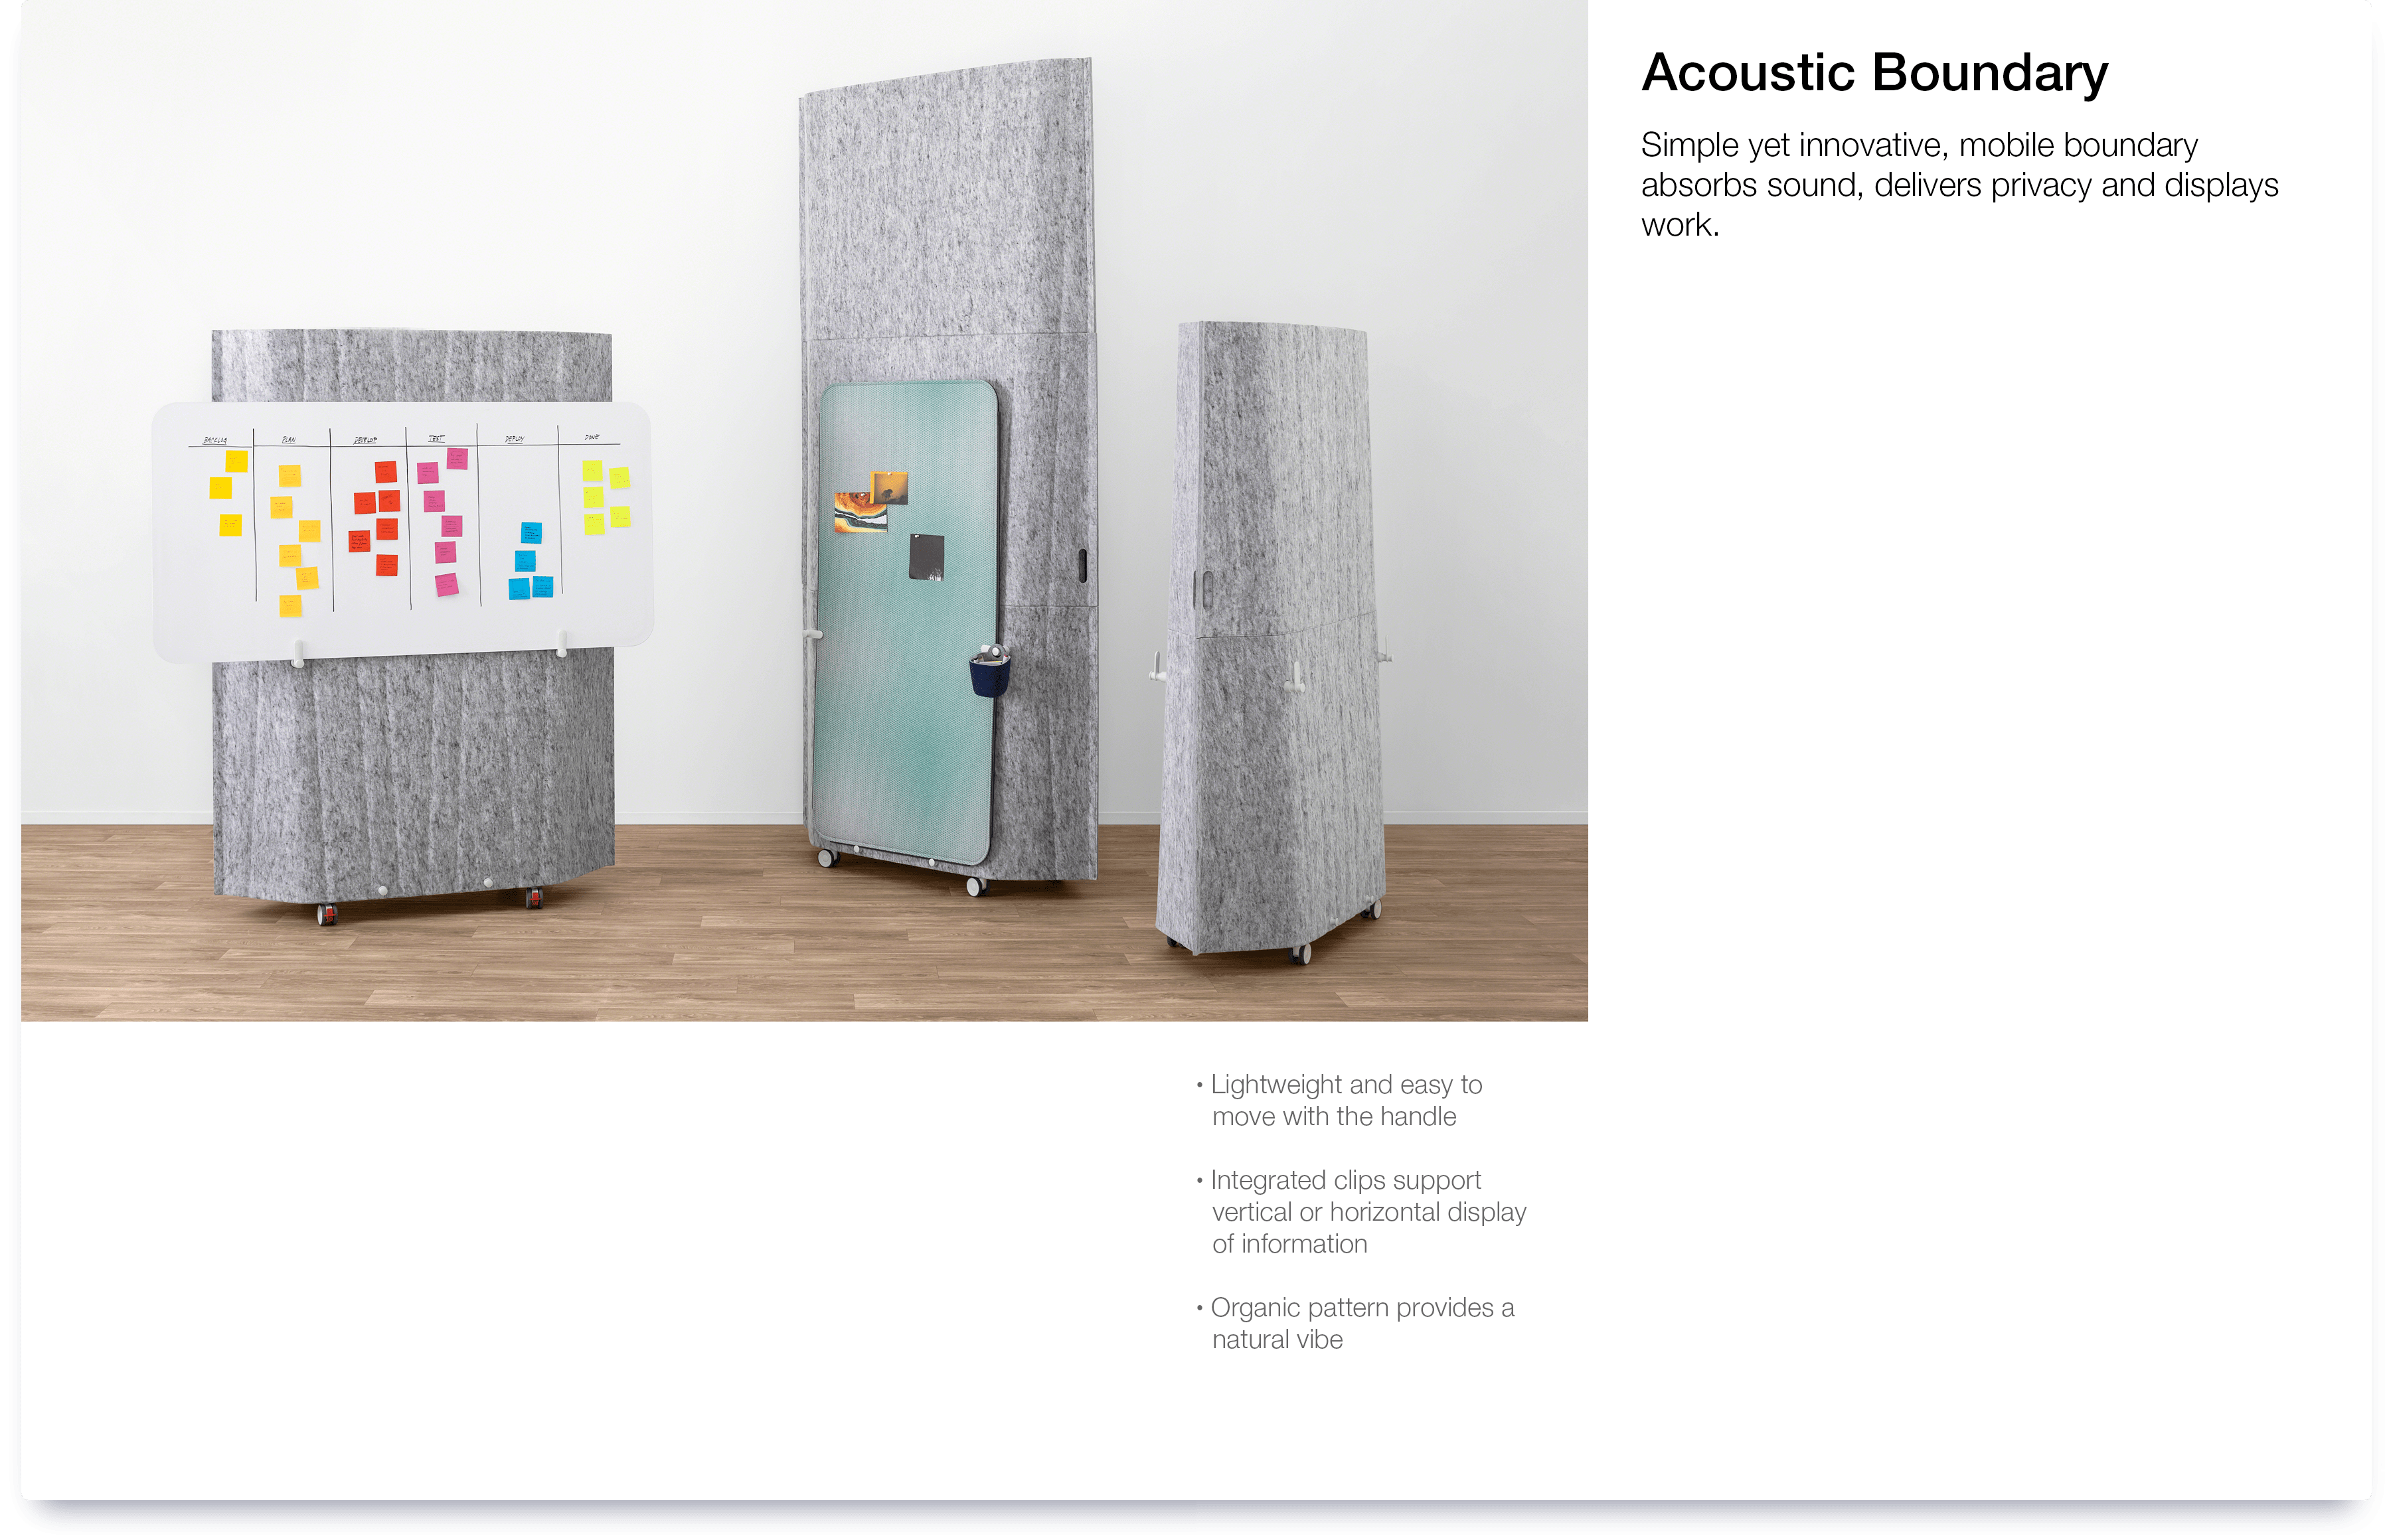 Acoustic Boundary
Simple yet innovative, mobile boundary
absorbs sound, delivers privacy and displays
work.
BACKLOG
PLAN
DEVELOP
TEST
DEPLOY
DONE
• Lightweight and easy to
move with the handle
• Integrated clips support
vertical or horizontal display
of information
• Organic pattern provides a
natural vibe